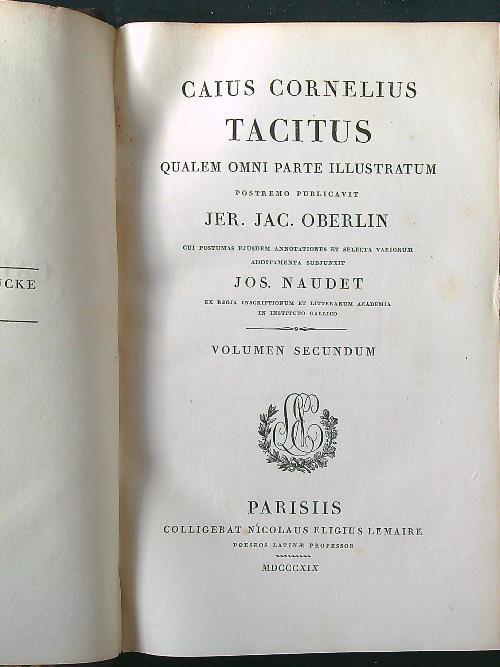 UCKE
CAIUS CORNELIUS
TACITUS
QUALEM OMNI PARTE ILLUSTRATUM
POSTREMO PUBLICAVIT
JER. JAC. OBERLIN
CUI POSTUMAS EJUSDEM ANNOTATIONES ET SELECTA VARIORUM
ADDITAMENTA SUBJUNXIT
JOS. NAUDET
EX REGIA INSCRIPTIONUM ET LITTERARUM ACADEMIA
IN INSTITUTO GALLICO
VOLUMEN SECUNDUM
PARISIIS
COLLIGEBAT NICOLAUS ELIGIUS LEMAIRE
POESEOS LATINÆ PROFESSOR
MDCCCXIX